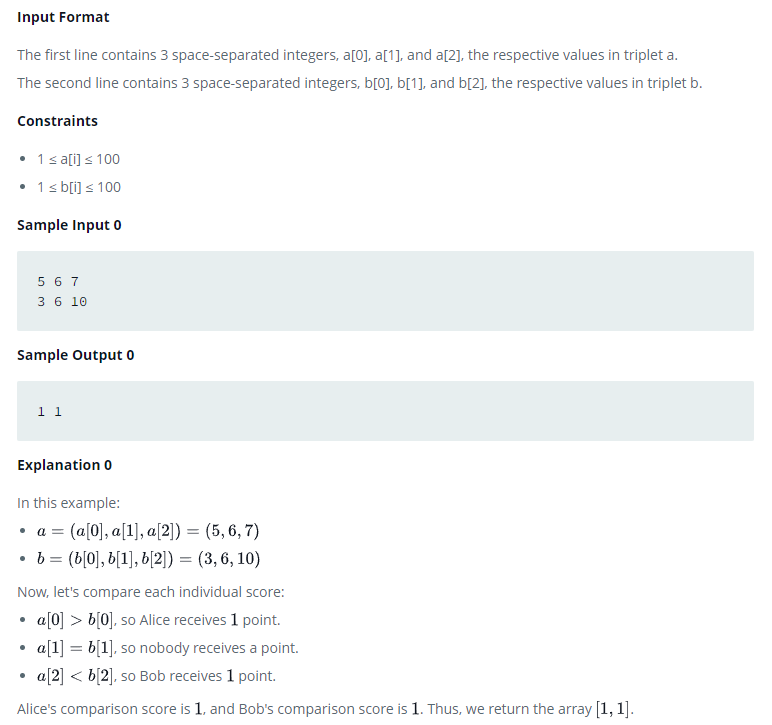 Input Format
The first line contains 3 space-separated integers, a[0], a[1], and a[2], the respective values in triplet a.
The second line contains 3 space-separated integers, b[0], b[1], and b[2], the respective values in triplet b.
Constraints
• 1 ≤ a[i] ≤ 100
• 1 ≤ b[i] ≤ 100
Sample Input 0
5 6 7
3 6 10
Sample Output 0
1 1
Explanation 0
In this example:
• a = (a[0], a[1], a[2]) = (5, 6, 7)
• b = (b[0], b[1], b[2]) = (3, 6, 10)
Now, let's compare each individual score:
• a[0] > b[0], so Alice receives 1 point.
• a[1] = b[1], so nobody receives a point.
• a[2] < b[2], so Bob receives 1 point.
Alice's comparison score is 1, and Bob's comparison score is 1. Thus, we return the array [1, 1].